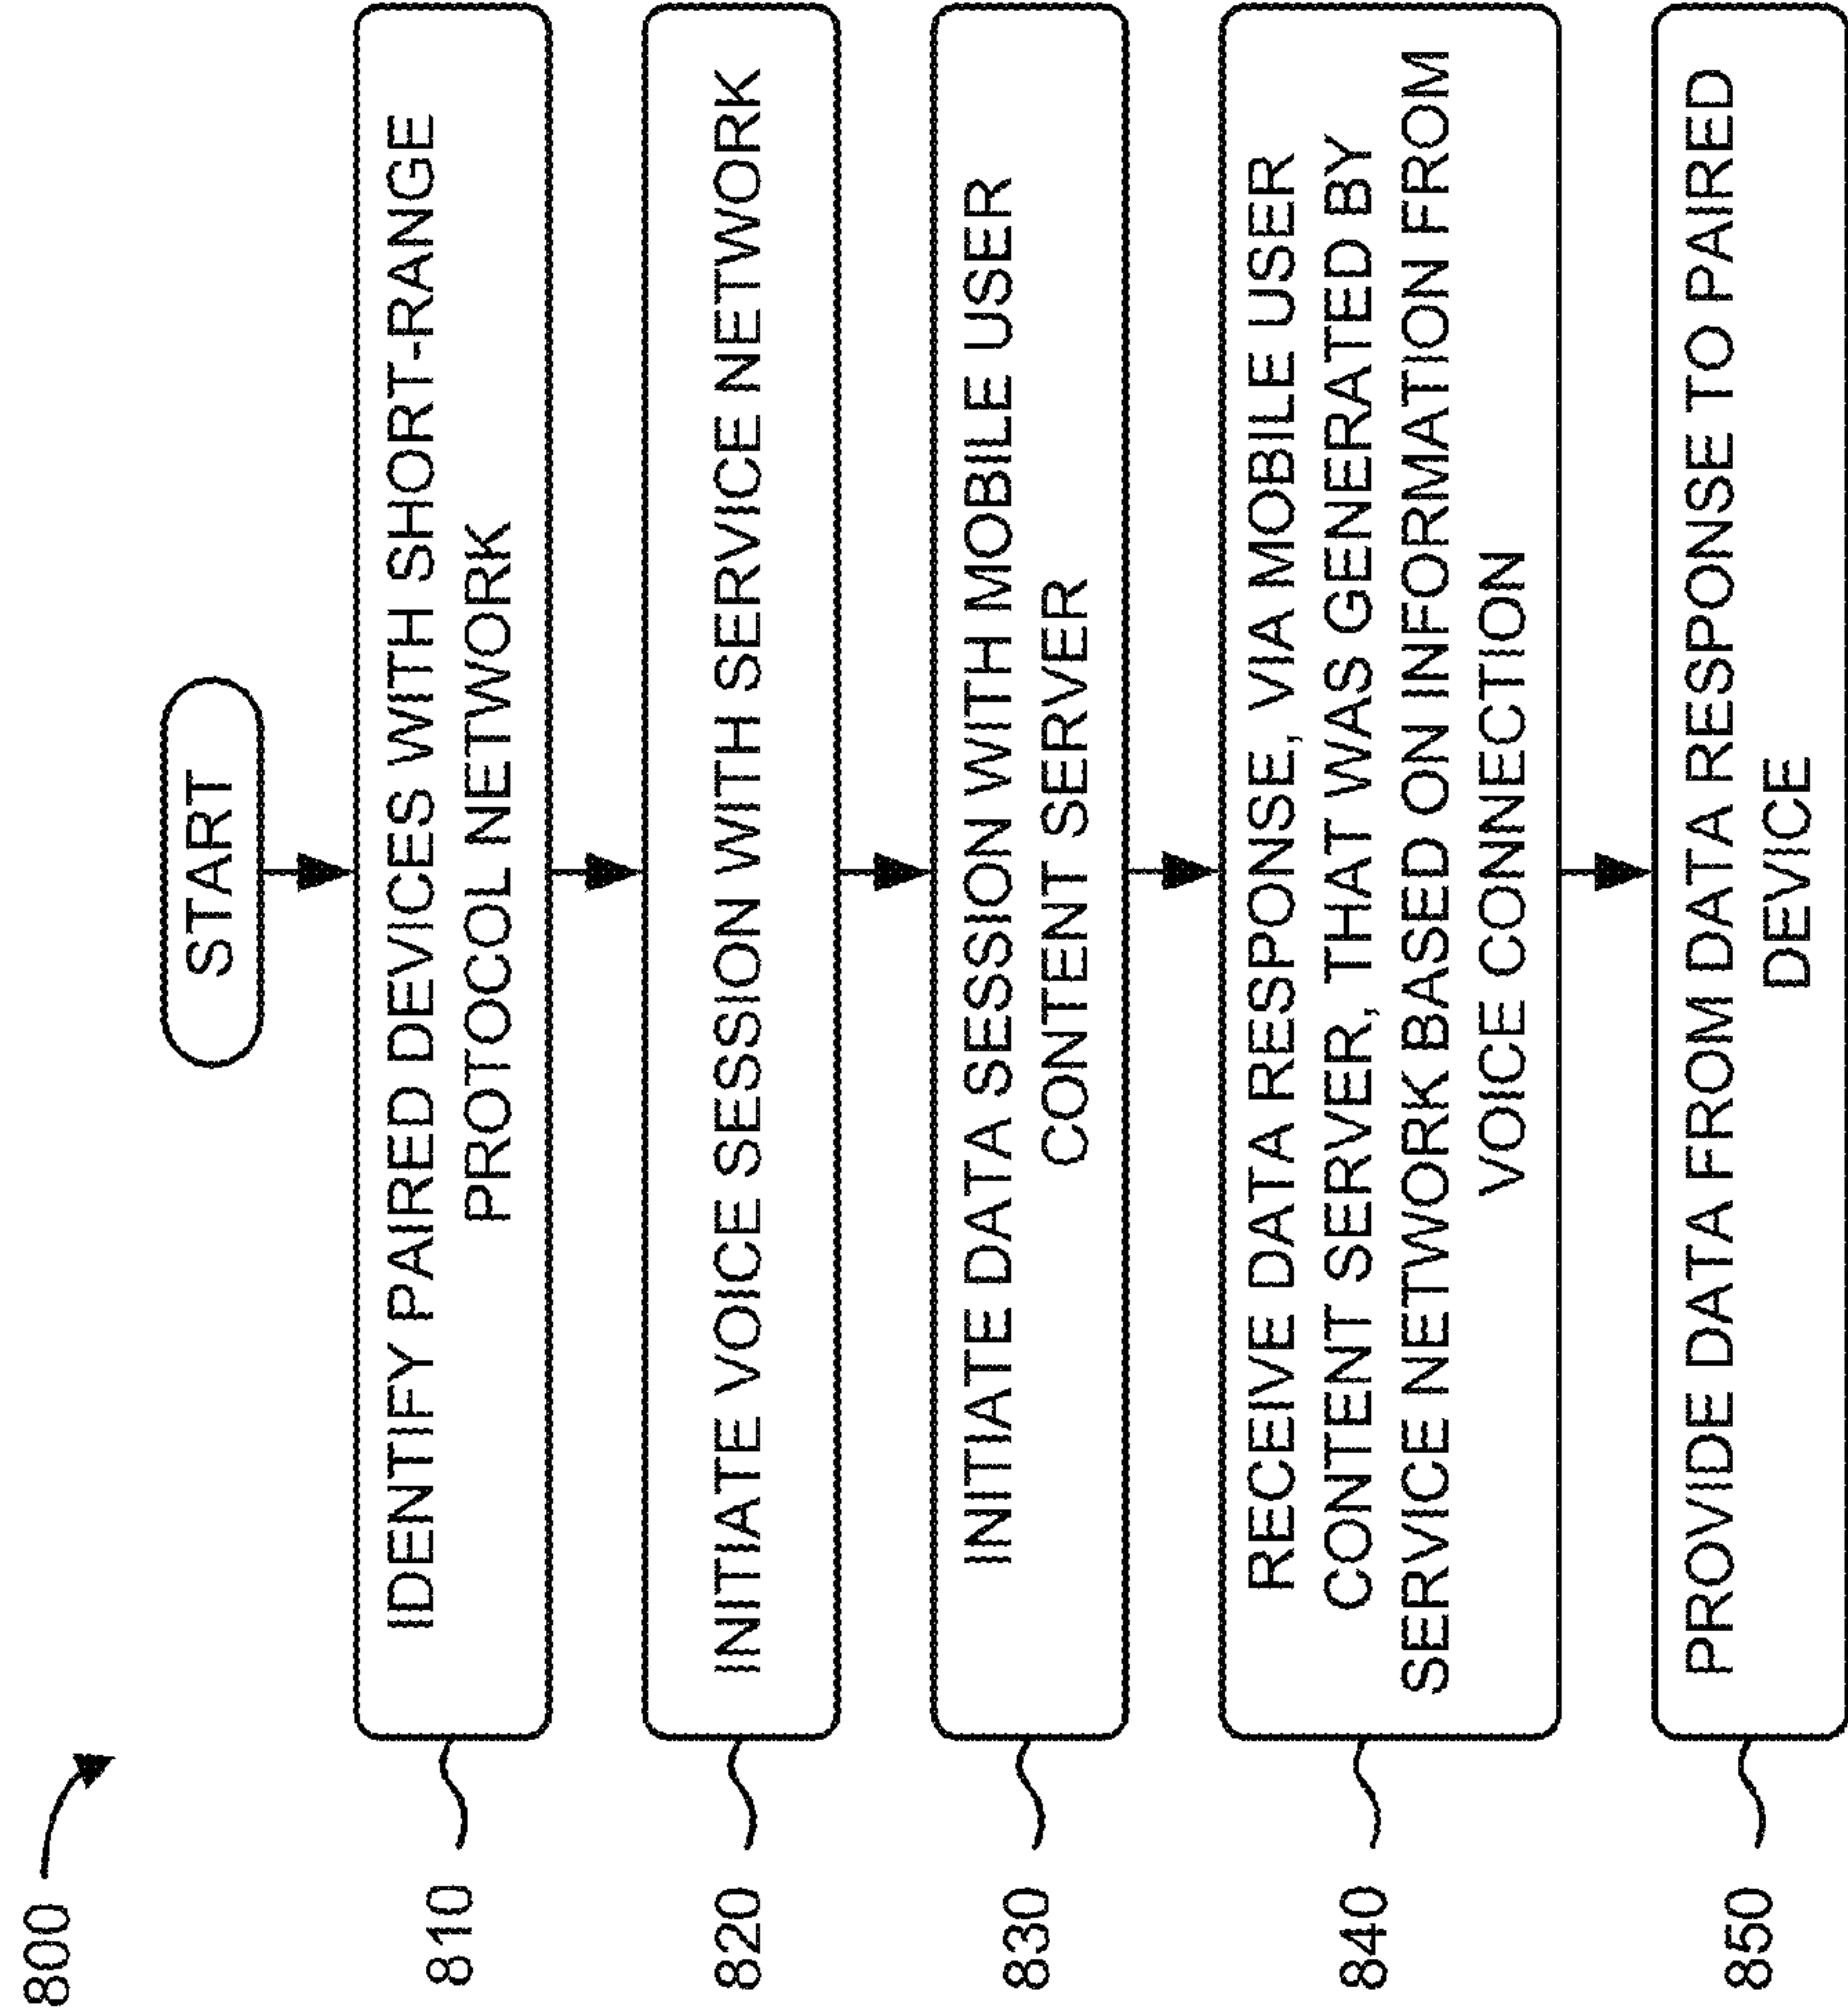 800
START
810
IDENTIFY PAIRED DEVICES WITH SHORT-RANGE
PROTOCOL NETWORK
820
INITIATE VOICE SESSION WITH SERVICE NETWORK
830
INITIATE DATA SESSION WITH MOBILE USER
CONTENT SERVER
840
RECEIVE DATA RESPONSE, VIA MOBILE USER
CONTENT SERVER, THAT WAS GENERATED BY
SERVICE NETWORK BASED ON INFORMATION FROM
VOICE CONNECTION
850
PROVIDE DATA FROM DATA RESPONSE TO PAIRED
DEVICE